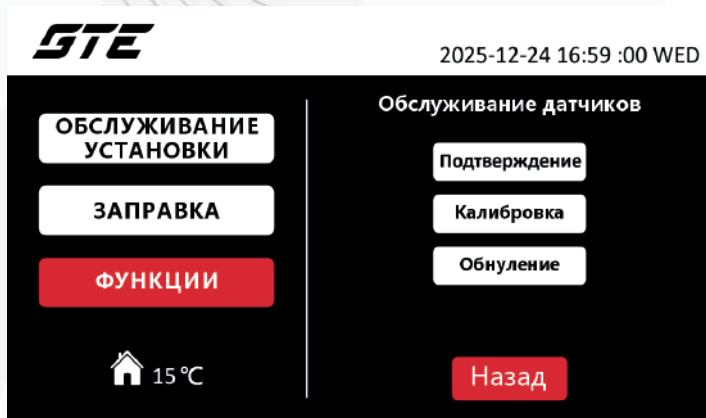 GTE
2025-12-24 16:59 :00 WED
ОБСЛУЖИВАНИЕ
УСТАНОВКИ
ЗАПРАВКА
ФУНКЦИИ
15℃
Обслуживание датчиков
Подтверждение
Калибровка
Обнуление
Назад